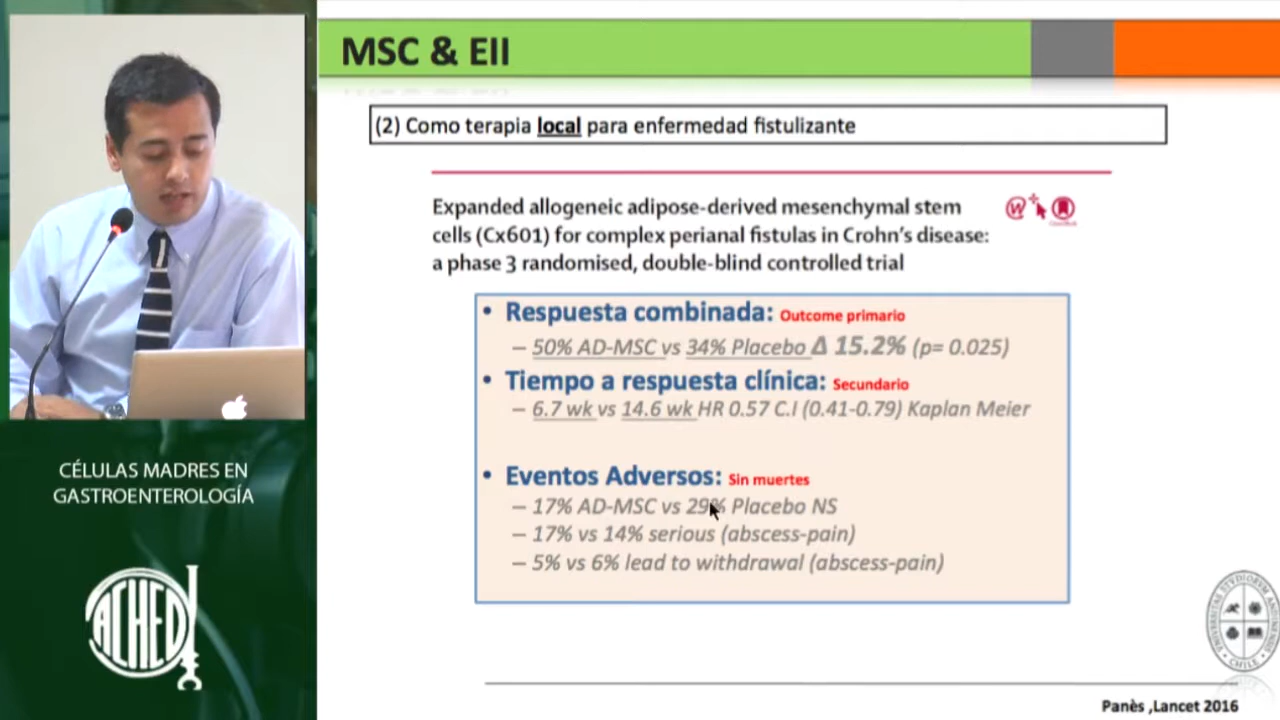 MSC & EII
(2) Como terapia local para enfermedad fistulizante
Expanded allogeneic adipose-derived mesenchymal stem
cells (Cx601) for complex perianal fistulas in Crohn's disease:
a phase 3 randomised, double-blind controlled trial
• Respuesta combinada: Outcome primario
– 50% AD-MSC vs 34% Placebo Δ 15.2% (p= 0.025)
• Tiempo a respuesta clínica: Secundario
– 6.7 wk vs 14.6 wk HR 0.57 C.I (0.41-0.79) Kaplan Meier
• Eventos Adversos: Sin muertes
– 17% AD-MSC vs 29% Placebo NS
– 17% vs 14% serious (abscess-pain)
– 5% vs 6% lead to withdrawal (abscess-pain)
Panès ,Lancet 2016
CÉLULAS MADRES EN
GASTROENTEROLOGÍA
ACHED